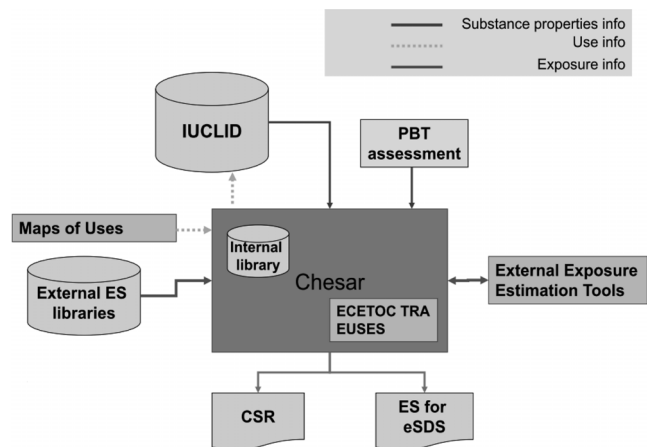 Substance properties info
Use info
Exposure info
IUCLID
PBT
assessment
Maps of Uses
Internal
library
External ES
libraries
Chesar
External Exposure
Estimation Tools
ECETOC TRA
EUSES
CSR
ES for
eSDS